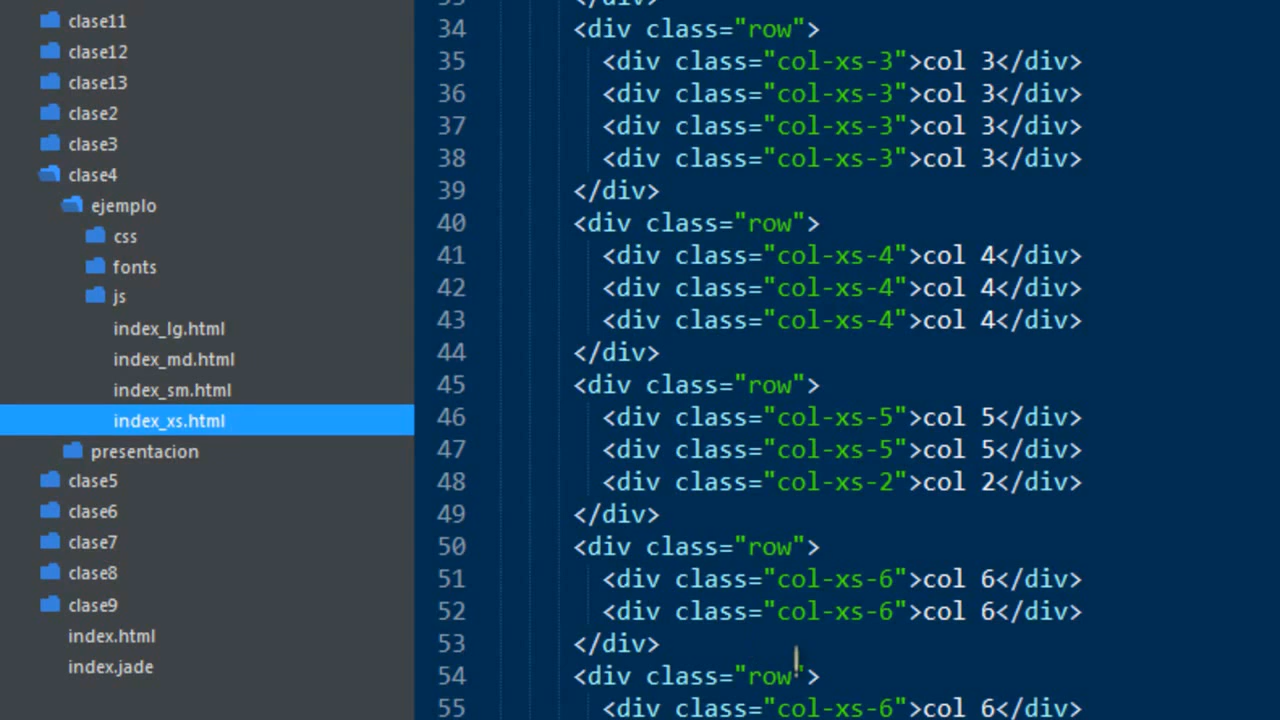 clase11
clase12
clase13
clase2
clase3
clase4
ejemplo
css
fonts
js
index_lg.html
index_md.html
index_sm.html
index_xs.html
presentacion
clase5
clase6
clase7
clase8
clase9
index.html
index.jade
34 <div class="row">
35 <div class="col-xs-3">col 3</div>
36 <div class="col-xs-3">col 3</div>
37 <div class="col-xs-3">col 3</div>
38 <div class="col-xs-3">col 3</div>
39 </div>
40 <div class="row">
41 <div class="col-xs-4">col 4</div>
42 <div class="col-xs-4">col 4</div>
43 <div class="col-xs-4">col 4</div>
44 </div>
45 <div class="row">
46 <div class="col-xs-5">col 5</div>
47 <div class="col-xs-5">col 5</div>
48 <div class="col-xs-2">col 2</div>
49 </div>
50 <div class="row">
51 <div class="col-xs-6">col 6</div>
52 <div class="col-xs-6">col 6</div>
53 </div>
54 <div class="row">
55 <div class="col-xs-6">col 6</div>